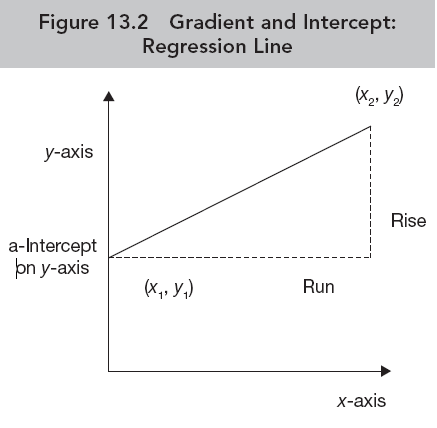 Figure 13.2 Gradient and Intercept:
Regression Line
(x₂, y₂)
y-axis
Rise
a-Intercept
on y-axis
(x₁, y₁)
Run
x-axis